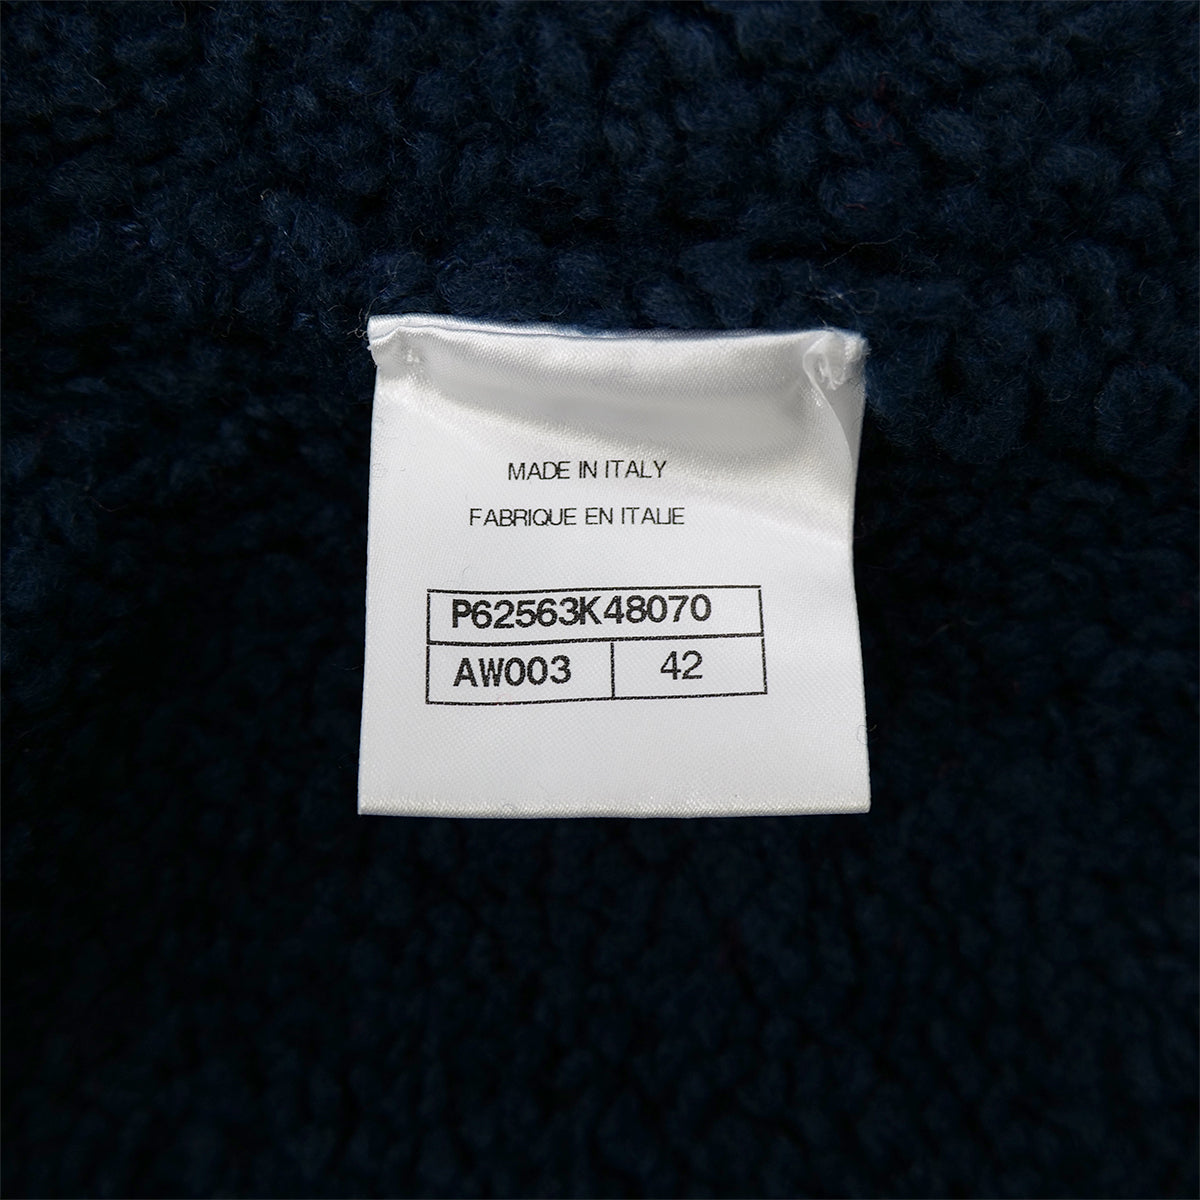 MADE IN ITALY
FABRIQUE EN ITALIE
P62563K48070
AW003 42